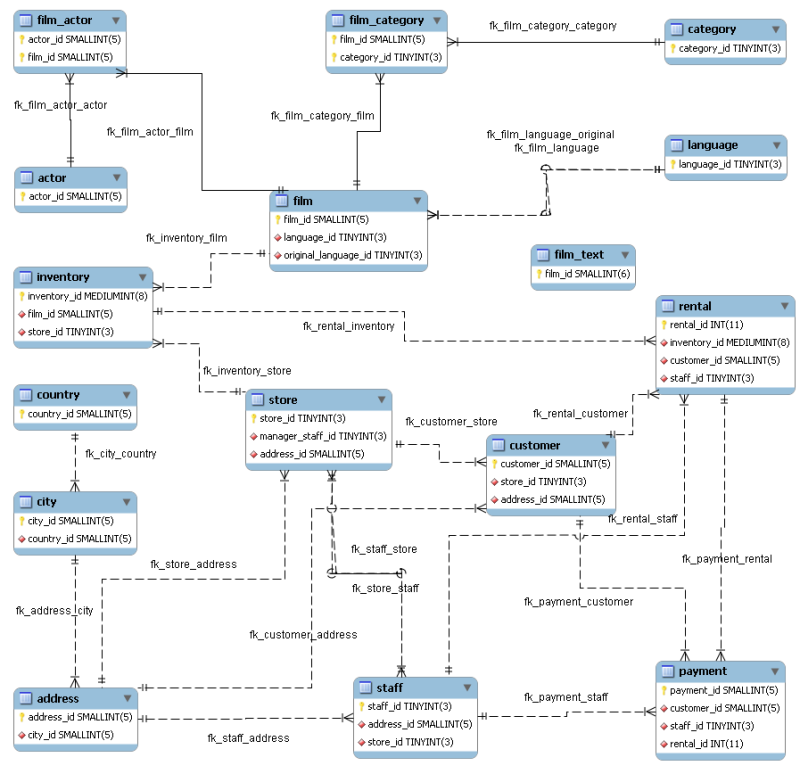 film_actor
actor_id SMALLINT(5)
film_id SMALLINT(5)
film_category
film_id SMALLINT(5)
category_id TINYINT(3)
fk_film_category_category
category
category_id TINYINT(3)
fk_film_actor_actor
fk_film_actor_film
fk_film_category_film
fk_film_language_original
fk_film_language
language
language_id TINYINT(3)
actor
actor_id SMALLINT(5)
film
film_id SMALLINT(5)
language_id TINYINT(3)
original_language_id TINYINT(3)
fk_inventory_film
film_text
film_id SMALLINT(6)
inventory
inventory_id MEDIUMINT(8)
film_id SMALLINT(5)
store_id TINYINT(3)
fk_rental_inventory
rental
rental_id INT(11)
inventory_id MEDIUMINT(8)
customer_id SMALLINT(5)
staff_id TINYINT(3)
fk_inventory_store
country
country_id SMALLINT(5)
store
store_id TINYINT(3)
manager_staff_id TINYINT(3)
address_id SMALLINT(5)
fk_customer_store
fk_rental_customer
customer
customer_id SMALLINT(5)
store_id TINYINT(3)
address_id SMALLINT(5)
fk_city_country
city
city_id SMALLINT(5)
country_id SMALLINT(5)
fk_rental_staff
fk_store_address
fk_staff_store
fk_store_staff
fk_payment_rental
fk_address_city
fk_customer_address
fk_payment_customer
address
address_id SMALLINT(5)
city_id SMALLINT(5)
fk_staff_address
staff
staff_id TINYINT(3)
address_id SMALLINT(5)
store_id TINYINT(3)
fk_payment_staff
payment
payment_id SMALLINT(5)
customer_id SMALLINT(5)
staff_id TINYINT(3)
rental_id INT(11)